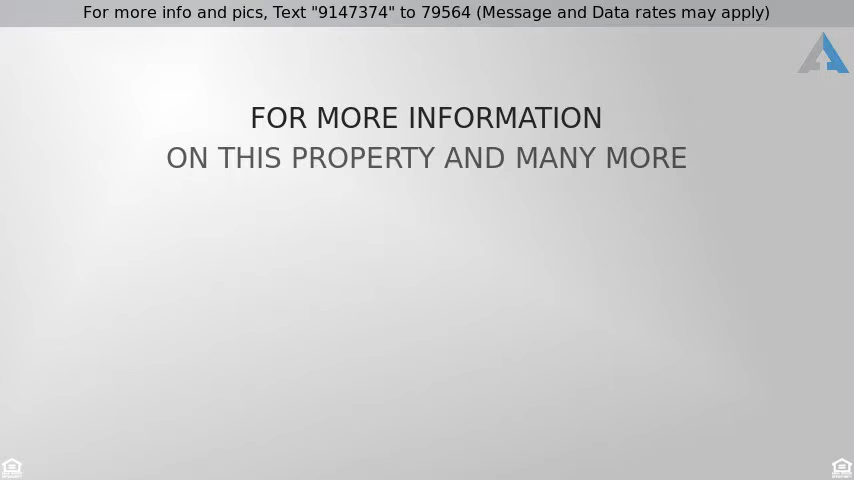 For more info and pics, Text "9147374" to 79564 (Message and Data rates may apply)
FOR MORE INFORMATION
ON THIS PROPERTY AND MANY MORE